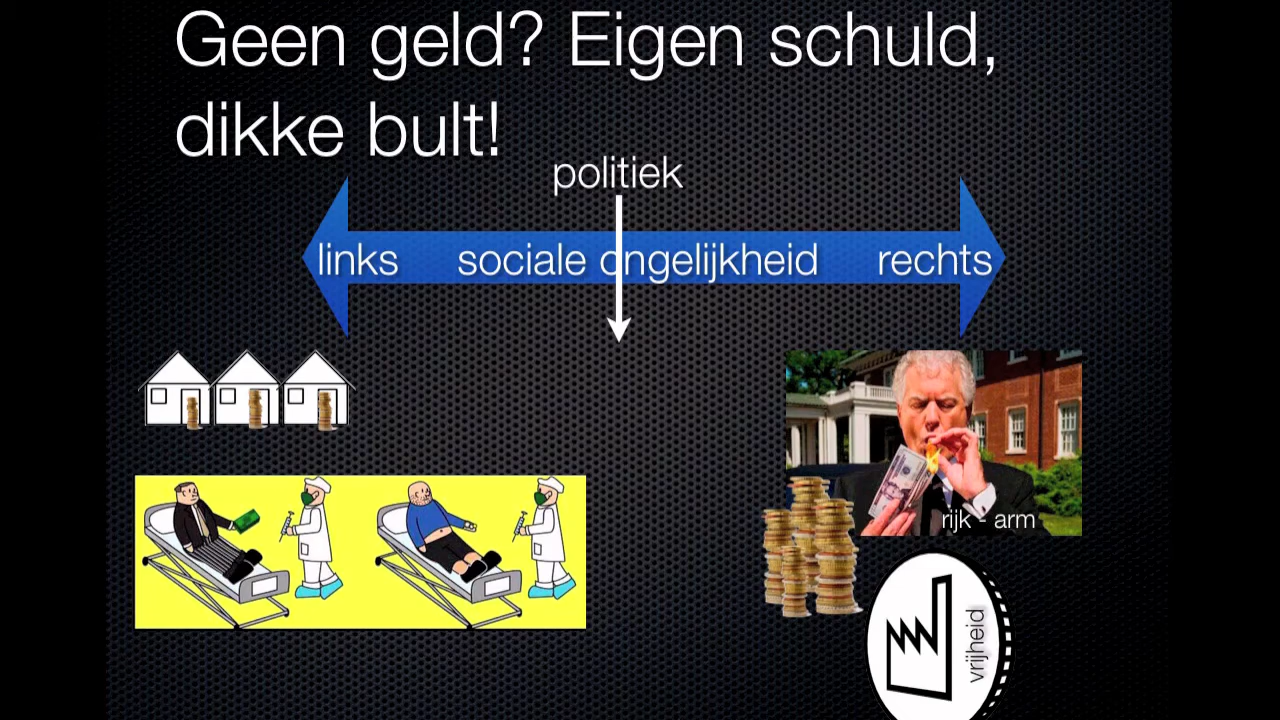 Geen geld? Eigen schuld,
dikke bult!
politiek
links sociale ongelijkheid rechts
rijk - arm
vrijheid